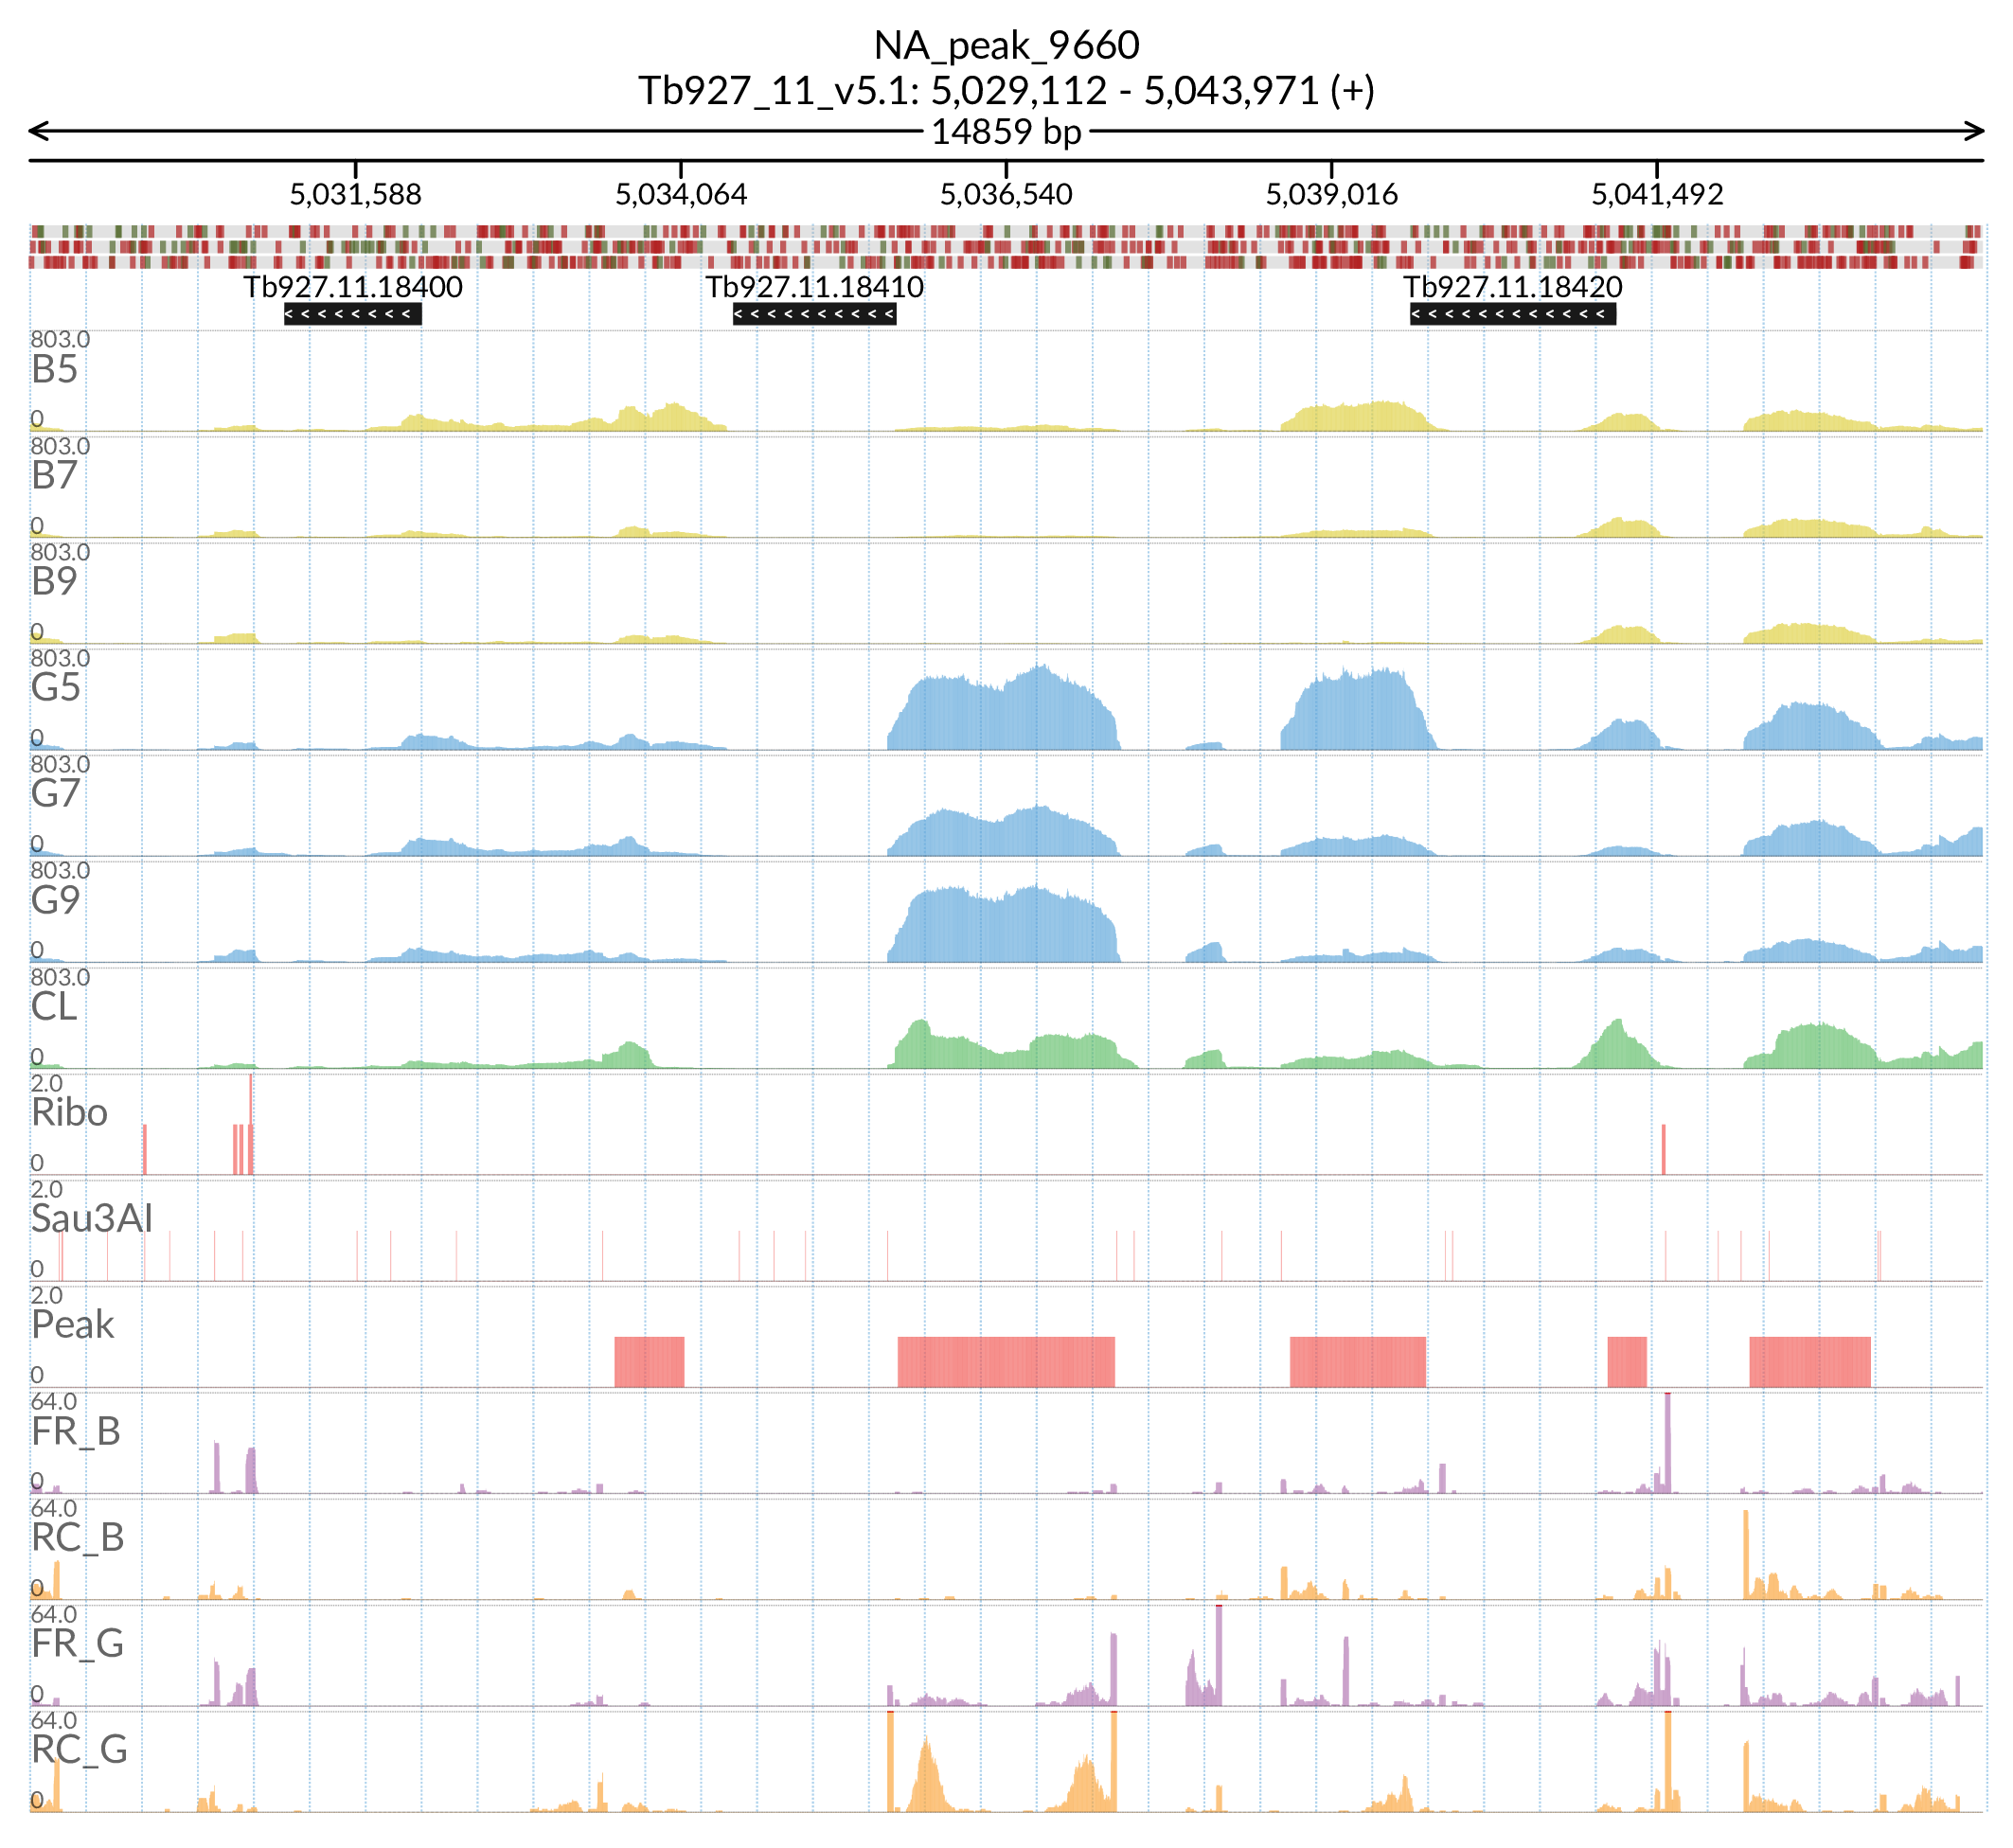 NA_peak_9660
Tb927_11_v5.1: 5,029,112 - 5,043,971 (+)
14859 bp
5,031,588 5,034,064 5,036,540 5,039,016 5,041,492
Tb927.11.18400 Tb927.11.18410 Tb927.11.18420
803.0
B5
0
803.0
B7
0
803.0
B9
0
803.0
G5
0
803.0
G7
0
803.0
G9
0
803.0
CL
0
2.0
Ribo
0
2.0
Sau3AI
0
2.0
Peak
0
64.0
FR_B
0
64.0
RC_B
0
64.0
FR_G
0
64.0
RC_G
0